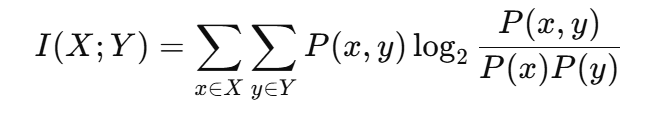 I(X;Y) = ∑_{x∈X} ∑_{y∈Y} P(x,y) log₂ P(x,y) / P(x)P(y)